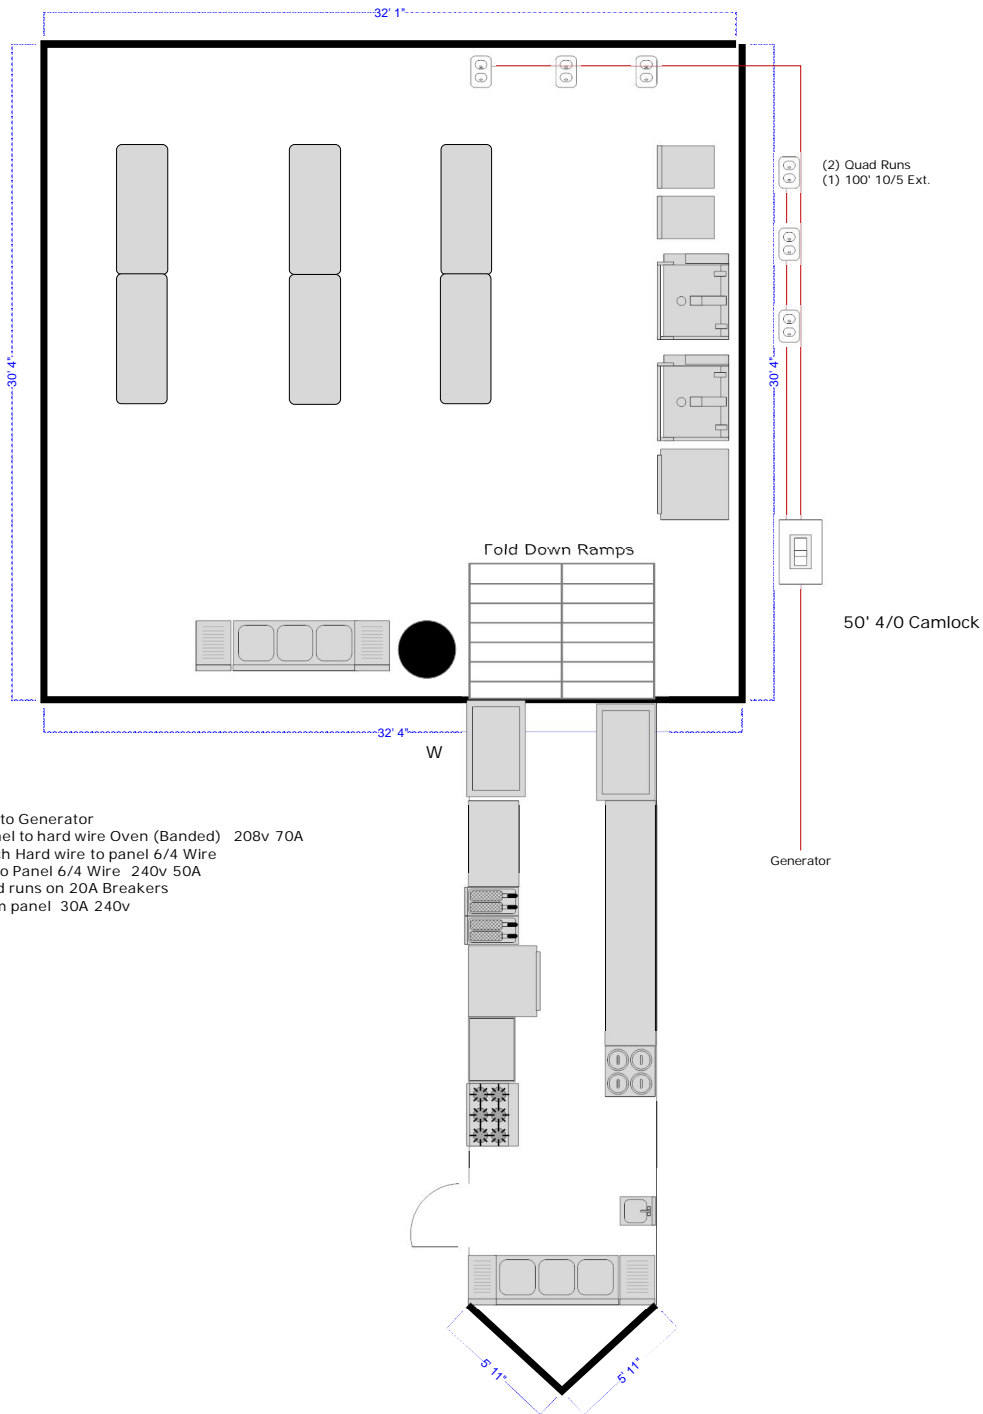 32' 1"
(2) Quad Runs
(1) 100' 10/5 Ext.
30' 4"
30' 4"
Fold Down Ramps
50' 4/0 Camlock
32' 4"
W
to Generator
el to hard wire Oven (Banded) 208v 70A
h Hard wire to panel 6/4 Wire
o Panel 6/4 Wire 240v 50A
d runs on 20A Breakers
n panel 30A 240v
Generator
5' 11"
5' 11"